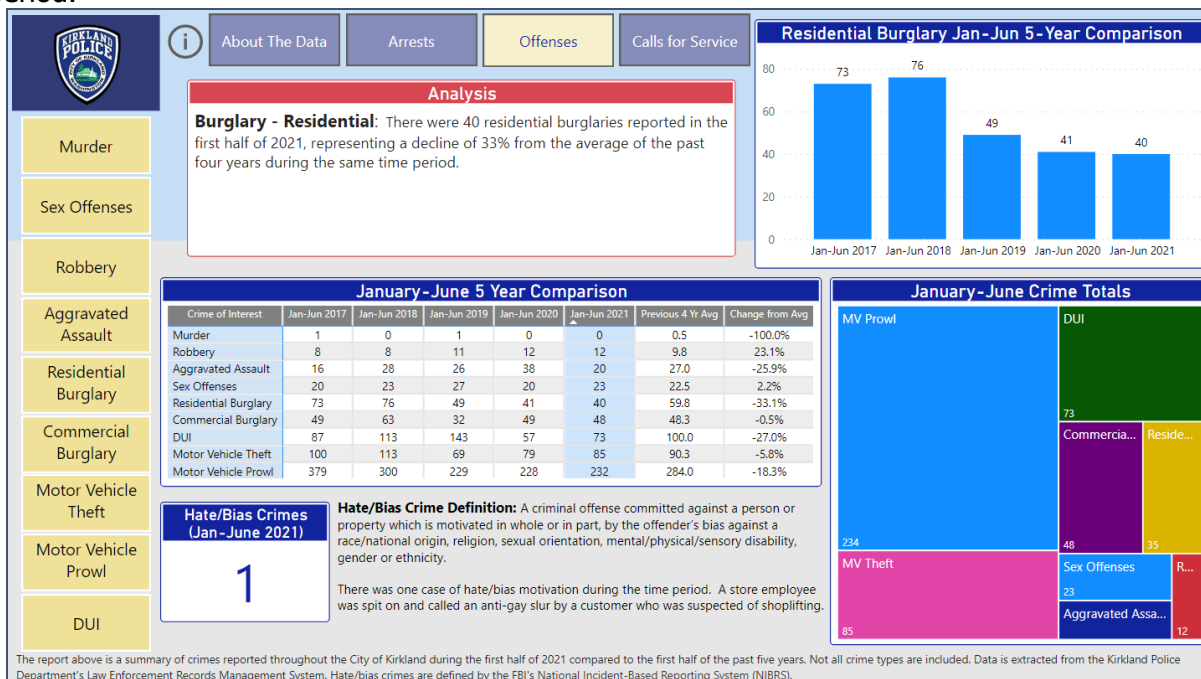 KIRKLAND
POLICE
CITY OF KIRKLAND
WASHINGTON
i
About The Data
Arrests
Offenses
Calls for Service
Murder
Sex Offenses
Robbery
Aggravated
Assault
Residential
Burglary
Commercial
Burglary
Motor Vehicle
Theft
Motor Vehicle
Prowl
DUI
Analysis
Burglary - Residential: There were 40 residential burglaries reported in the
first half of 2021, representing a decline of 33% from the average of the past
four years during the same time period.
Residential Burglary Jan-Jun 5-Year Comparison
80
60
40
20
0
73
76
49
41
40
Jan-Jun 2017 Jan-Jun 2018 Jan-Jun 2019 Jan-Jun 2020 Jan-Jun 2021
January-June 5 Year Comparison
Crime of Interest Jan-Jun 2017 Jan-Jun 2018 Jan-Jun 2019 Jan-Jun 2020 Jan-Jun 2021 Previous 4 Yr Avg Change from Avg
Murder 1 0 1 0 0 0.5 -100.0%
Robbery 8 8 11 12 12 9.8 23.1%
Aggravated Assault 16 28 26 38 20 27.0 -25.9%
Sex Offenses 20 23 27 20 23 22.5 2.2%
Residential Burglary 73 76 49 41 40 59.8 -33.1%
Commercial Burglary 49 63 32 49 48 48.3 -0.5%
DUI 87 113 143 57 73 100.0 -27.0%
Motor Vehicle Theft 100 113 69 79 85 90.3 -5.8%
Motor Vehicle Prowl 379 300 229 228 232 284.0 -18.3%
January-June Crime Totals
MV Prowl
234
MV Theft
85
DUI
73
Commercia...
48
Reside...
35
Sex Offenses
23
Aggravated Assa...
R...
12
Hate/Bias Crimes
(Jan-June 2021)
1
Hate/Bias Crime Definition: A criminal offense committed against a person or
property which is motivated in whole or in part, by the offender's bias against a
race/national origin, religion, sexual orientation, mental/physical/sensory disability,
gender or ethnicity.
There was one case of hate/bias motivation during the time period. A store employee
was spit on and called an anti-gay slur by a customer who was suspected of shoplifting.
The report above is a summary of crimes reported throughout the City of Kirkland during the first half of 2021 compared to the first half of the past five years. Not all crime types are included. Data is extracted from the Kirkland Police
Department's Law Enforcement Records Management System. Hate/bias crimes are defined by the FBI's National Incident-Based Reporting System (NIBRS).